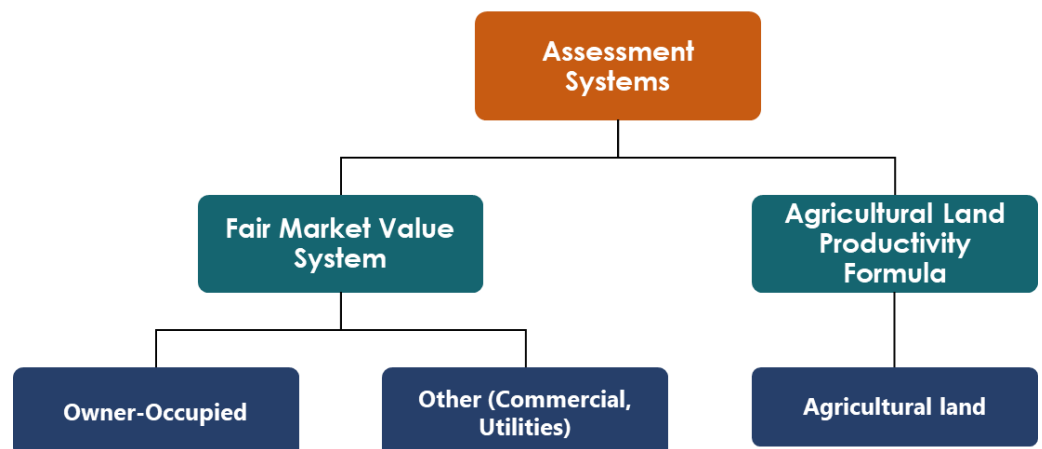 Assessment
Systems
Fair Market Value
System
Agricultural Land
Productivity
Formula
Owner-Occupied
Other (Commercial,
Utilities)
Agricultural land